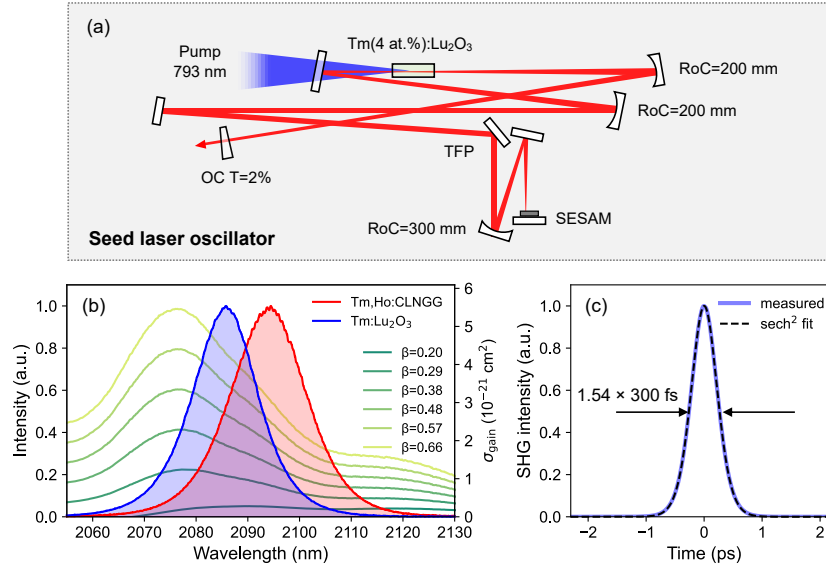 (a)
Pump
793 nm
Tm(4 at.%):Lu₂O₃
RoC=200 mm
RoC=200 mm
OC T=2%
TFP
RoC=300 mm
SESAM
Seed laser oscillator
(b)
Tm,Ho:CLNGG
Tm:Lu₂O₃
β=0.20
β=0.29
β=0.38
β=0.48
β=0.57
β=0.66
Intensity (a.u.)
1.0
0.8
0.6
0.4
0.2
0.0
2060 2070 2080 2090 2100 2110 2120 2130
Wavelength (nm)
6
5
4
3
2
1
0
σgain (10⁻²¹ cm²)
(c)
measured
sech² fit
1.54 × 300 fs
SHG intensity (a.u.)
1.0
0.8
0.6
0.4
0.2
0.0
−2 −1 0 1 2
Time (ps)